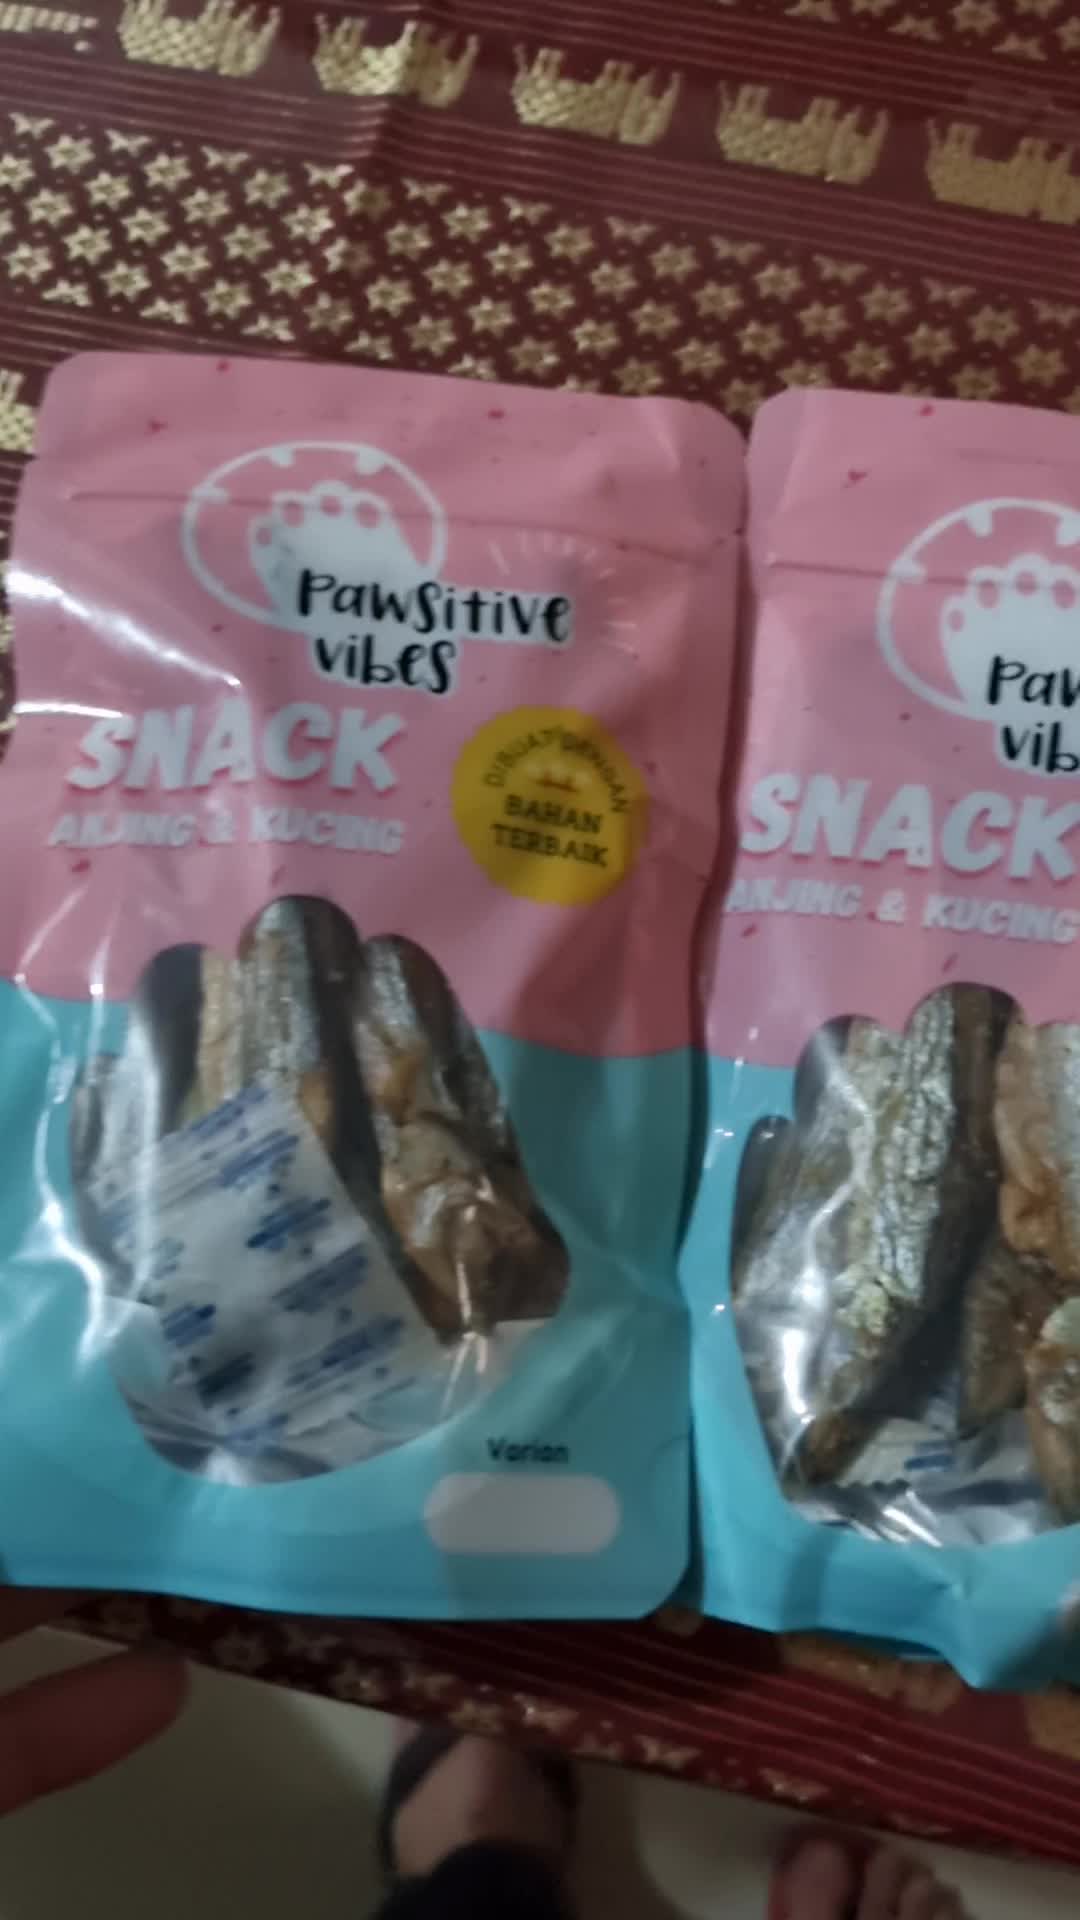 Pawsitive
vibes
SNACK
ANJING & KUCING
DIBUAT DENGAN
BAHAN
TERBAIK
Varian
Paw
vib
SNACK
ANJING & KUCING